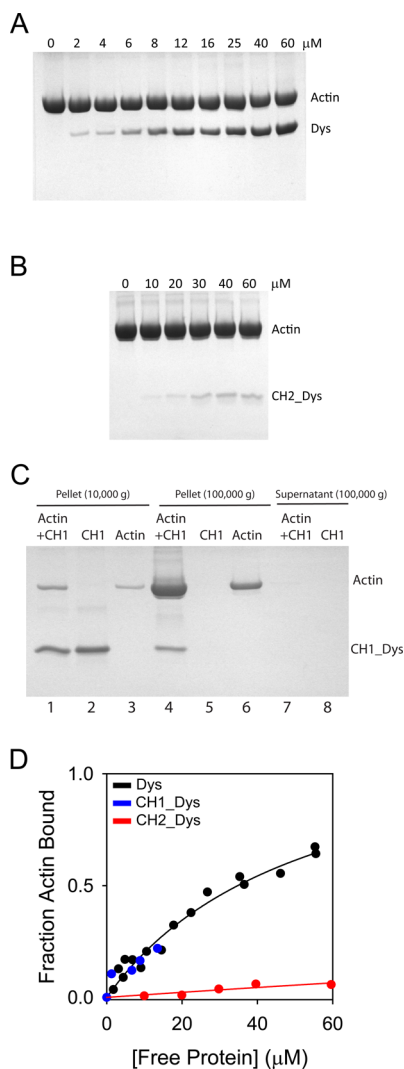 A
0 2 4 6 8 12 16 25 40 60 μM
Actin
Dys
B
0 10 20 30 40 60 μM
Actin
CH2_Dys
C
Pellet (10,000 g) Pellet (100,000 g) Supernatant (100,000 g)
Actin +CH1 CH1 Actin Actin +CH1 CH1 Actin Actin +CH1 CH1
Actin
CH1_Dys
1 2 3 4 5 6 7 8
D
Dys
CH1_Dys
CH2_Dys
Fraction Actin Bound
1.0
0.5
0.0
0 20 40 60
[Free Protein] (μM)